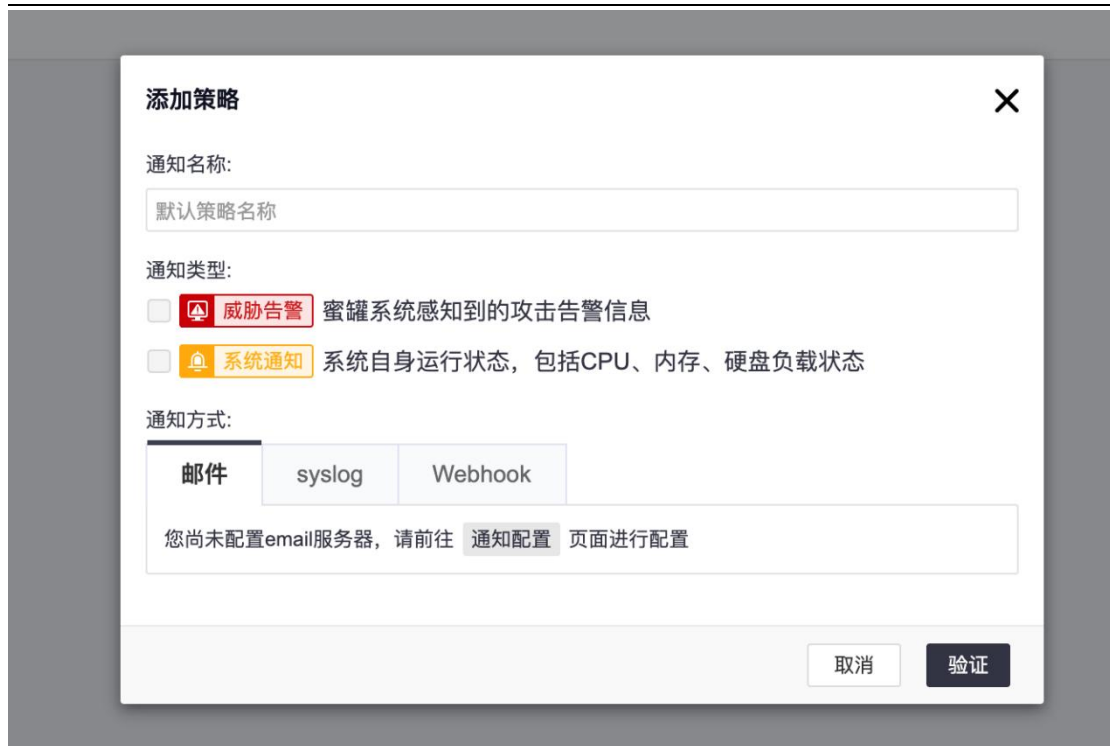 添加策略
通知名称:
默认策略名称
通知类型:
威胁告警 蜜罐系统感知到的攻击告警信息
系统通知 系统自身运行状态，包括CPU、内存、硬盘负载状态
通知方式:
邮件 syslog Webhook
您尚未配置email服务器，请前往 通知配置 页面进行配置
取消 验证